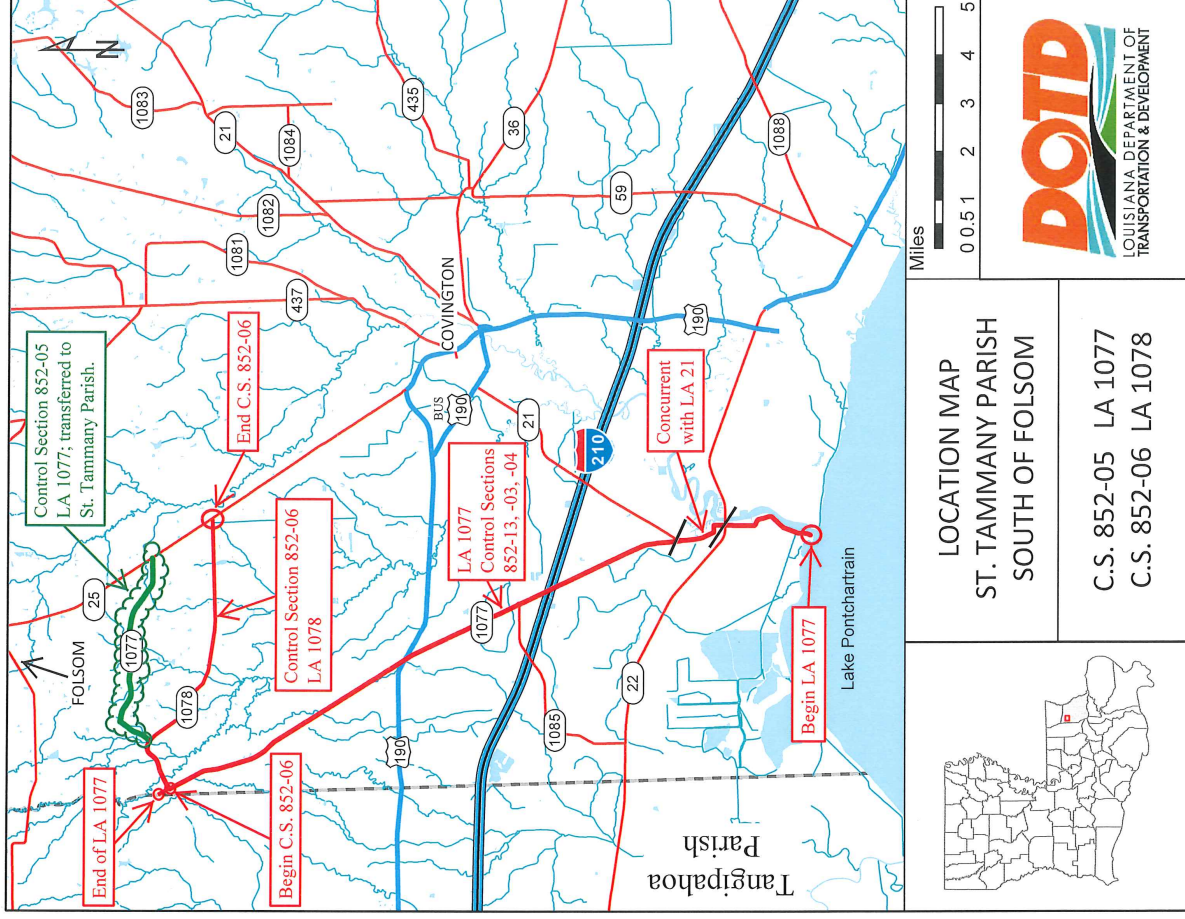 N
1083
21
1084
1082
1081
437
435
36
59
1088
COVINGTON
190
BUS
190
21
210
Control Section 852-05
LA 1077; transferred to
St. Tammany Parish.
End C.S. 852-06
25
FOLSOM
1077
1078
Control Section 852-06
LA 1078
LA 1077
Control Sections
852-13, -03, -04
1077
Concurrent
with LA 21
End of LA 1077
Begin C.S. 852-06
190
1085
22
Begin LA 1077
Lake Pontchartrain
Tangipahoa
Parish
LOCATION MAP
ST. TAMMANY PARISH
SOUTH OF FOLSOM
C.S. 852-05 LA 1077
C.S. 852-06 LA 1078
Miles
0 0.5 1 2 3 4 5
DOTD
LOUISIANA DEPARTMENT OF
TRANSPORTATION & DEVELOPMENT